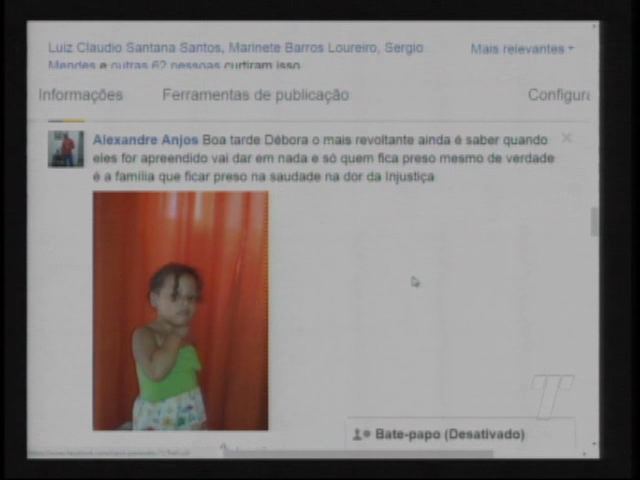 Luiz Claudio Santana Santos, Marinete Barros Loureiro, Sergio
Mais relevantes
Mendes e outras 62 pessoas curtiram isso.
Informações
Ferramentas de publicação
Configura
Alexandre Anjos Boa tarde Débora o mais revoltante ainda é saber quando
eles for apreendido vai dar em nada e só quem fica preso mesmo de verdade
é a família que ficar preso na saudade na dor da Injustiça
T
Bate-papo (Desativado)